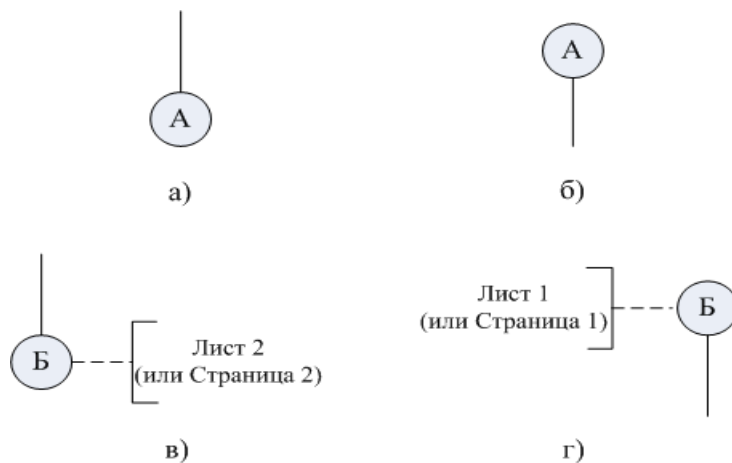 А
А
а)
б)
Б
Лист 2
(или Страница 2)
Лист 1
(или Страница 1)
Б
в)
г)